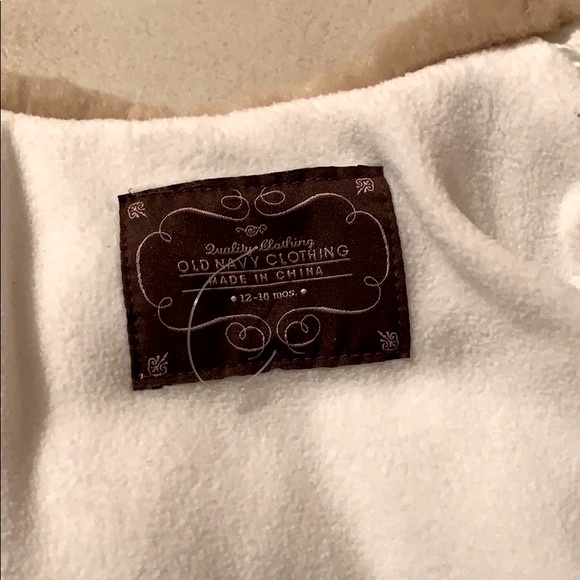 Quality Clothing
OLD NAVY CLOTHING
MADE IN CHINA
• 12-18 mos. •